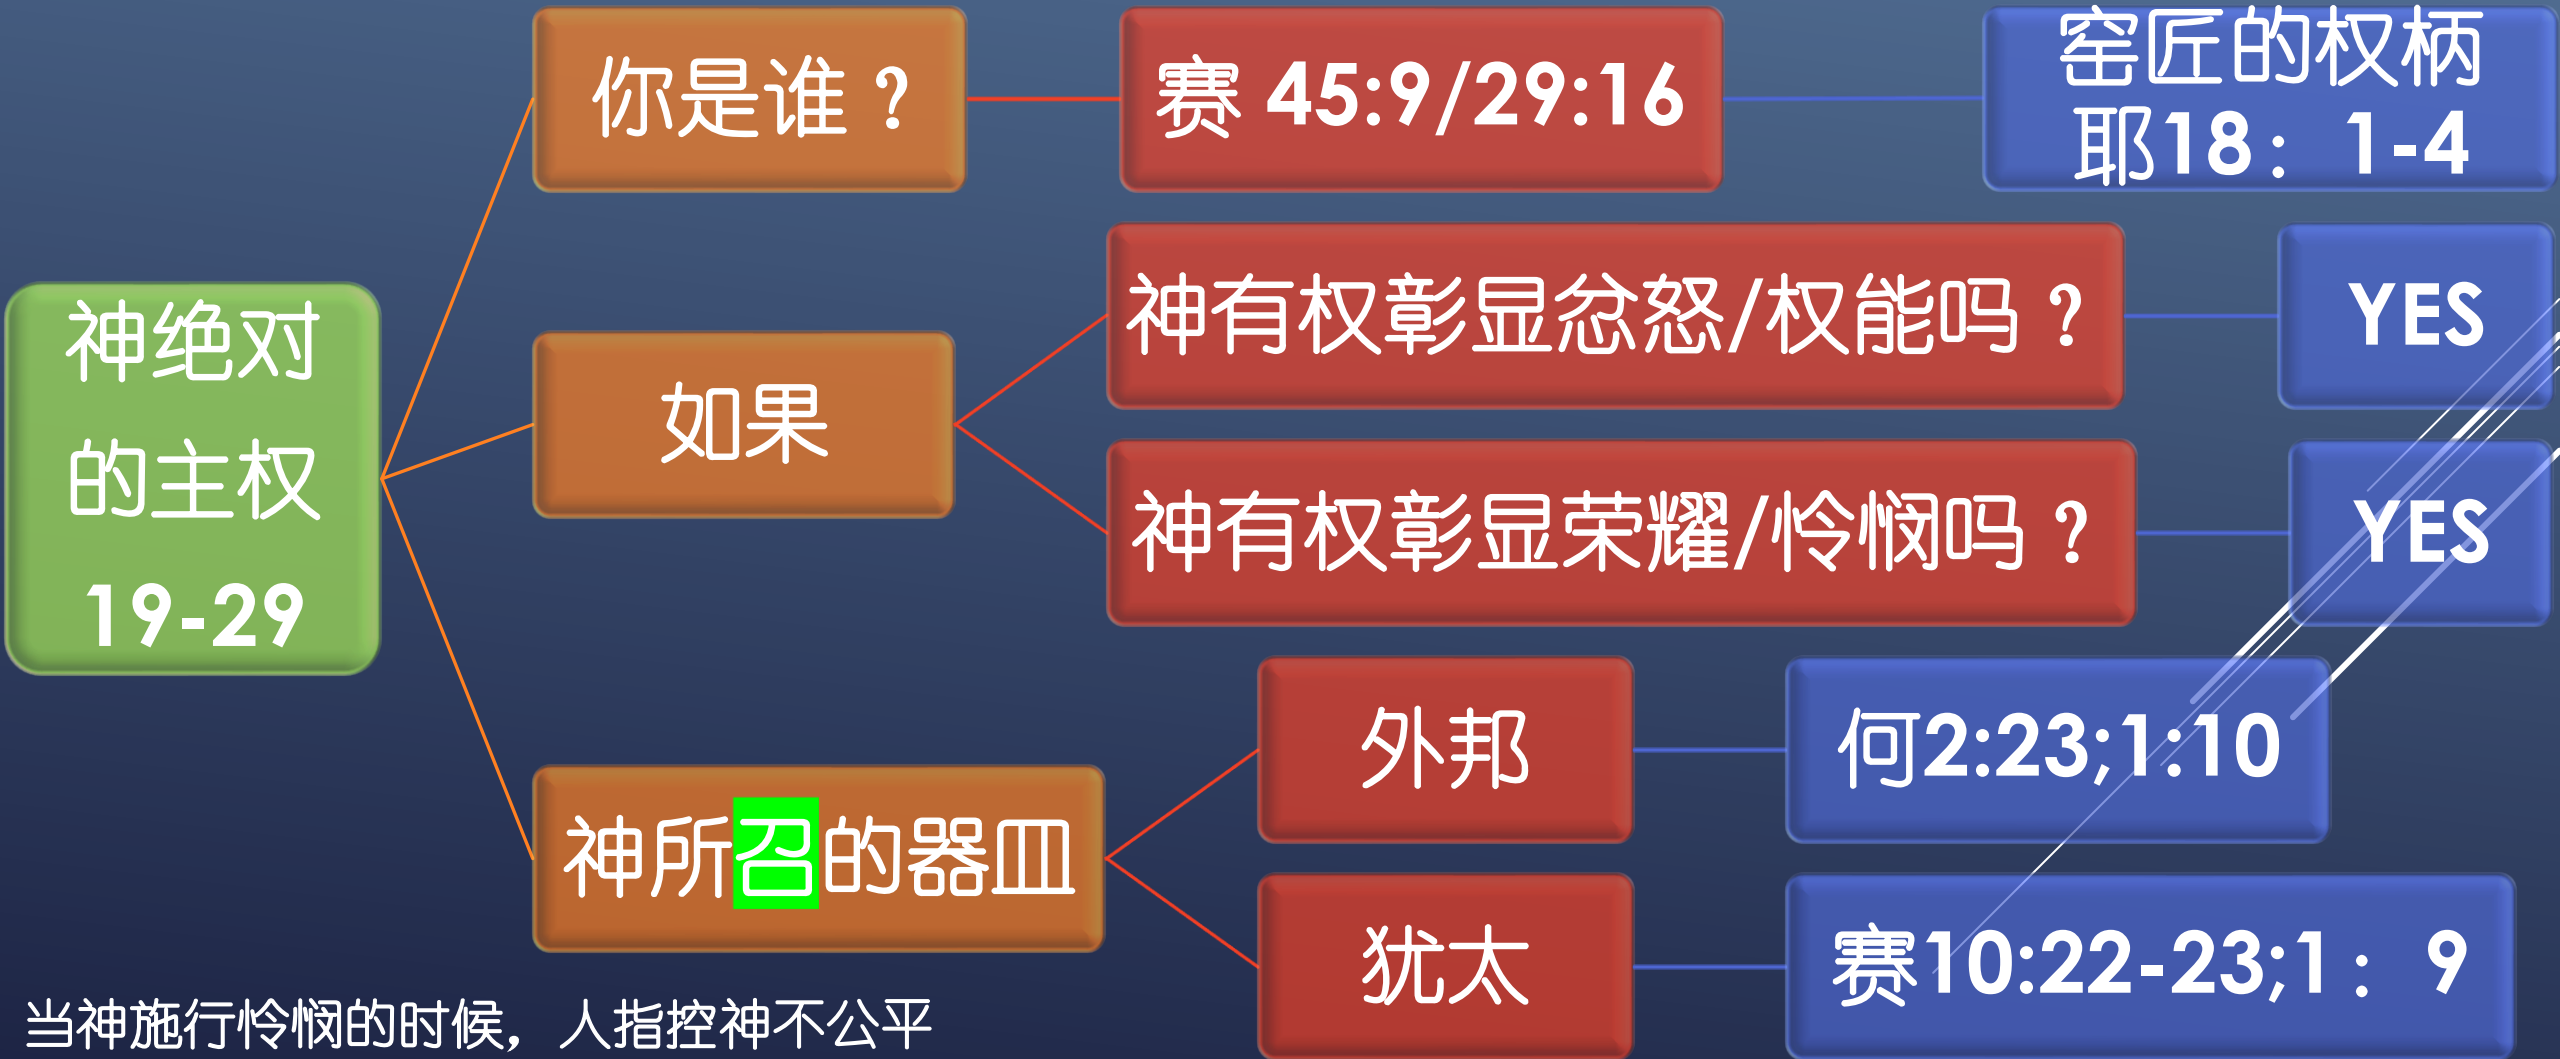 神绝对
的主权
19-29
你是谁？
赛 45:9/29:16
窑匠的权柄
耶18：1-4
如果
神有权彰显忿怒/权能吗？
YES
神有权彰显荣耀/怜悯吗？
YES
神所召的器皿
外邦
何2:23;1:10
犹太
赛10:22-23;1：9
当神施行怜悯的时候，人指控神不公平